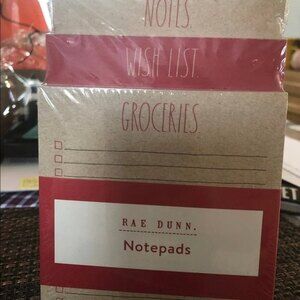 NOTES.
WISH LIST.
GROCERIES.
RAE DUNN.
Notepads